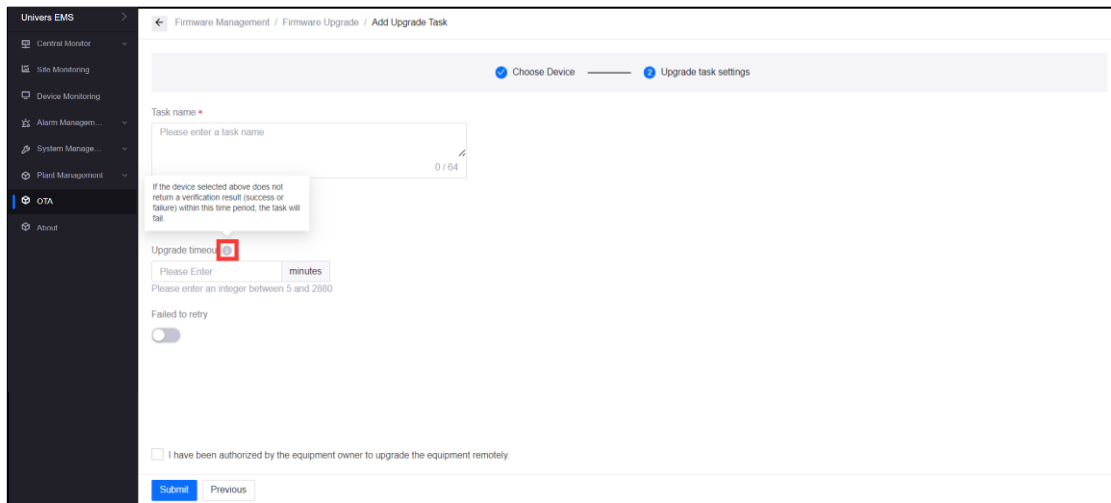 Univers EMS
Central Monitor
Site Monitoring
Device Monitoring
Alarm Managem...
System Manage...
Plant Management
OTA
About
Firmware Management / Firmware Upgrade / Add Upgrade Task
Choose Device
2 Upgrade task settings
Task name *
Please enter a task name
0 / 64
If the device selected above does not
return a verification result (success or
failure) within this time period, the task will
fail.
Upgrade timeou
Please Enter minutes
Please enter an integer between 5 and 2880
Failed to retry
I have been authorized by the equipment owner to upgrade the equipment remotely.
Submit Previous